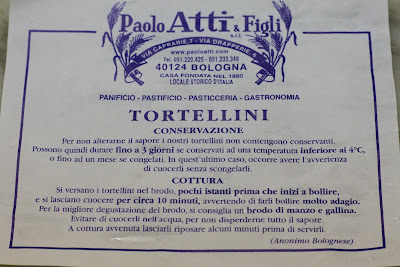 Paolo Atti & Figli
s.r.l.
VIA CAPRARIE, 7 - VIA DRAPPERIE
www.paoloatti.com
Tel. 051.220.425 - 051.233.349
40124 BOLOGNA
CASA FONDATA NEL 1880
LOCALE STORICO D'ITALIA
PANIFICIO - PASTIFICIO - PASTICCERIA - GASTRONOMIA
TORTELLINI
CONSERVAZIONE
Per non alterarne il sapore i nostri tortellini non contengono conservanti.
Possono quindi durare fino a 3 giorni se conservati ad una temperatura inferiore ai 4°C,
o fino ad un mese se congelati. In quest'ultimo caso, occorre avere l'avvertenza
di cuocerli senza scongelarli.
COTTURA
Si versano i tortellini nel brodo, pochi istanti prima che inizi a bollire,
e si lasciano cuocere per circa 10 minuti, avvertendo di farli bollire molto adagio.
Per la migliore degustazione del brodo, si consiglia un brodo di manzo e gallina.
Evitare di cuocerli nell'acqua, per non disperderne tutto il sapore.
A cottura avvenuta lasciarli riposare alcuni minuti prima di servirli.
(Anonimo Bolognese)